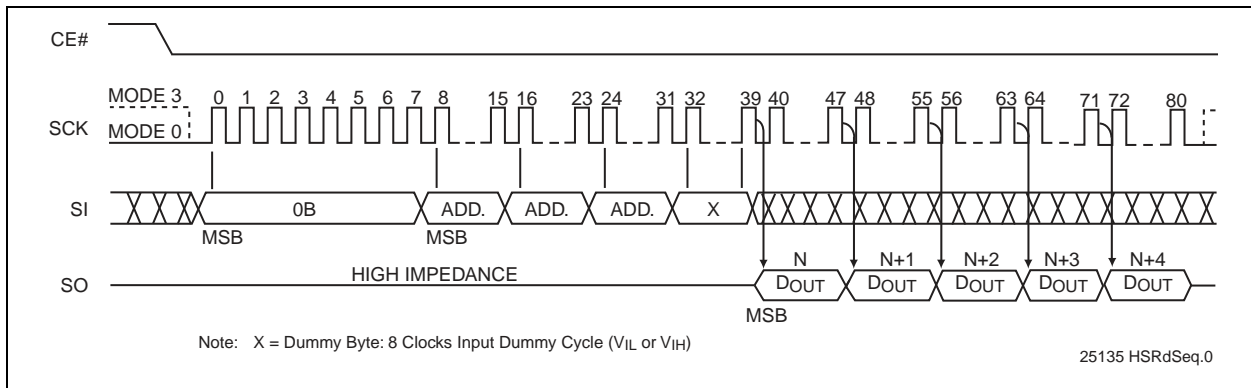 CE#
MODE 3
0 1 2 3 4 5 6 7 8 15 16 23 24 31 32 39 40 47 48 55 56 63 64 71 72 80
SCK
MODE 0
SI
0B ADD. ADD. ADD. X
MSB MSB
N N+1 N+2 N+3 N+4
HIGH IMPEDANCE
SO
DOUT DOUT DOUT DOUT DOUT
MSB
Note: X = Dummy Byte: 8 Clocks Input Dummy Cycle (VIL or VIH)
25135 HSRdSeq.0